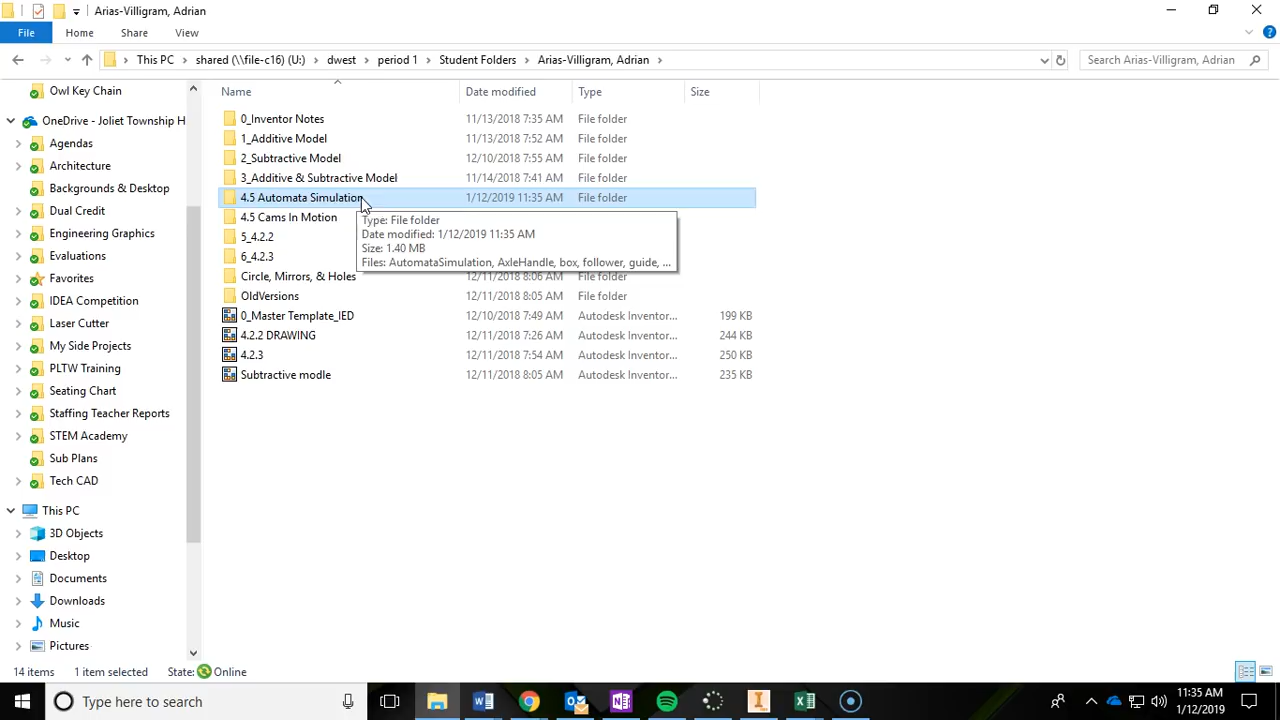 Arias-Villigram, Adrian
File Home Share View
This PC shared (\\file-c16) (U:) dwest period 1 Student Folders Arias-Villigram, Adrian Search Arias-Villigram, Adrian
Name Date modified Type Size
Owl Key Chain
OneDrive - Joliet Township H
Agendas
Architecture
Backgrounds & Desktop
Dual Credit
Engineering Graphics
Evaluations
Favorites
IDEA Competition
Laser Cutter
My Side Projects
PLTW Training
Seating Chart
Staffing Teacher Reports
STEM Academy
Sub Plans
Tech CAD
This PC
3D Objects
Desktop
Documents
Downloads
Music
Pictures
0_Inventor Notes 11/13/2018 7:35 AM File folder
1_Additive Model 11/13/2018 7:52 AM File folder
2_Subtractive Model 12/10/2018 7:55 AM File folder
3_Additive & Subtractive Model 11/14/2018 7:41 AM File folder
4.5 Automata Simulation 1/12/2019 11:35 AM File folder
4.5 Cams In Motion
5_4.2.2
6_4.2.3
Type: File folder
Date modified: 1/12/2019 11:35 AM
Size: 1.40 MB
Files: AutomataSimulation, AxleHandle, box, follower, guide, ...
Circle, Mirrors, & Holes 12/11/2018 8:06 AM File folder
OldVersions 12/11/2018 8:05 AM File folder
0_Master Template_IED 12/10/2018 7:49 AM Autodesk Inventor... 199 KB
4.2.2 DRAWING 12/11/2018 7:26 AM Autodesk Inventor... 244 KB
4.2.3 12/11/2018 7:54 AM Autodesk Inventor... 250 KB
Subtractive modle 12/11/2018 8:05 AM Autodesk Inventor... 235 KB
14 items 1 item selected State: Online
Type here to search
11:35 AM
1/12/2019